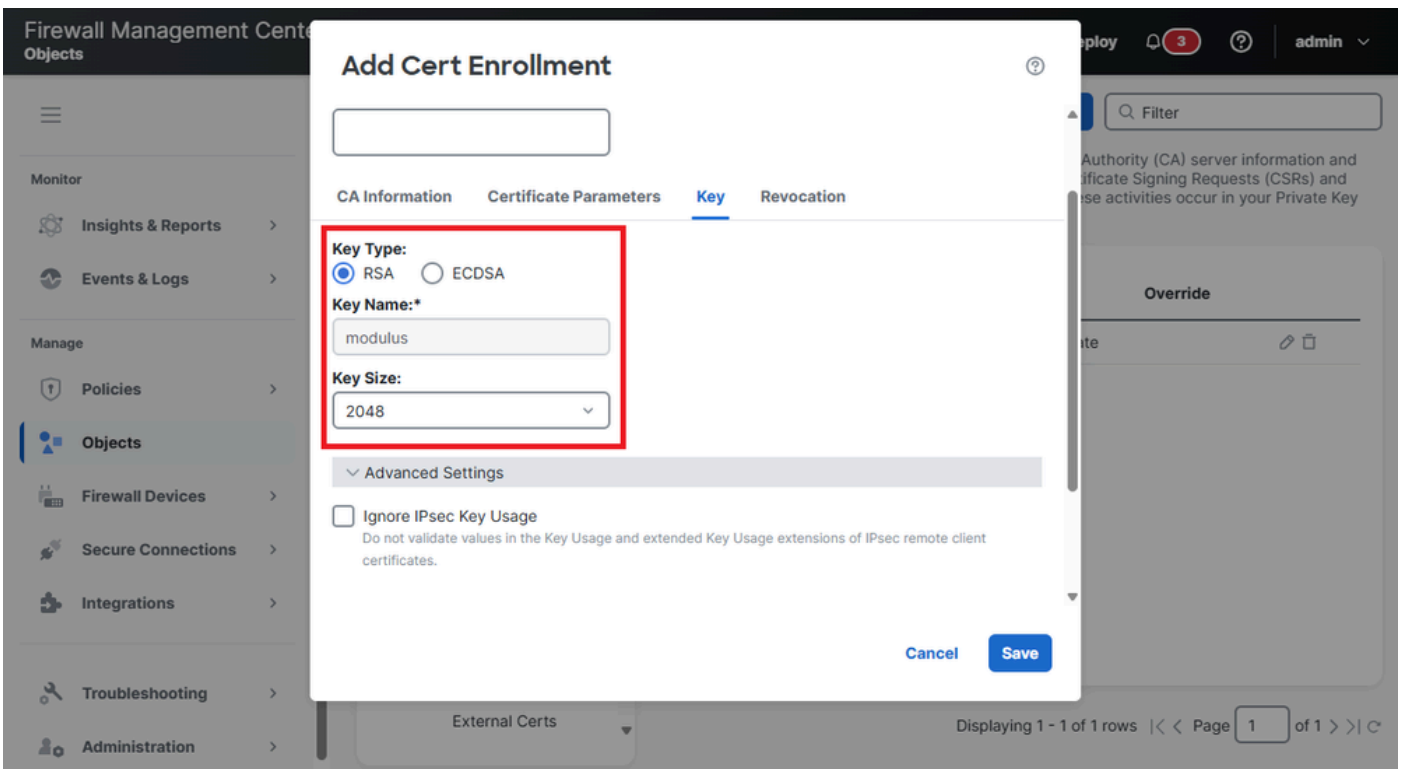 Firewall Management Cente
Objects
eploy
3
admin
Add Cert Enrollment
Filter
Authority (CA) server information and
ificate Signing Requests (CSRs) and
ese activities occur in your Private Key
Monitor
Insights & Reports
Events & Logs
Manage
Policies
Objects
Firewall Devices
Secure Connections
Integrations
Troubleshooting
Administration
CA Information Certificate Parameters Key Revocation
Key Type:
RSA ECDSA
Key Name:*
modulus
Key Size:
2048
Advanced Settings
Ignore IPsec Key Usage
Do not validate values in the Key Usage and extended Key Usage extensions of IPsec remote client
certificates.
Cancel Save
Override
ate
External Certs
Displaying 1 - 1 of 1 rows |< < Page 1 of 1 > >|